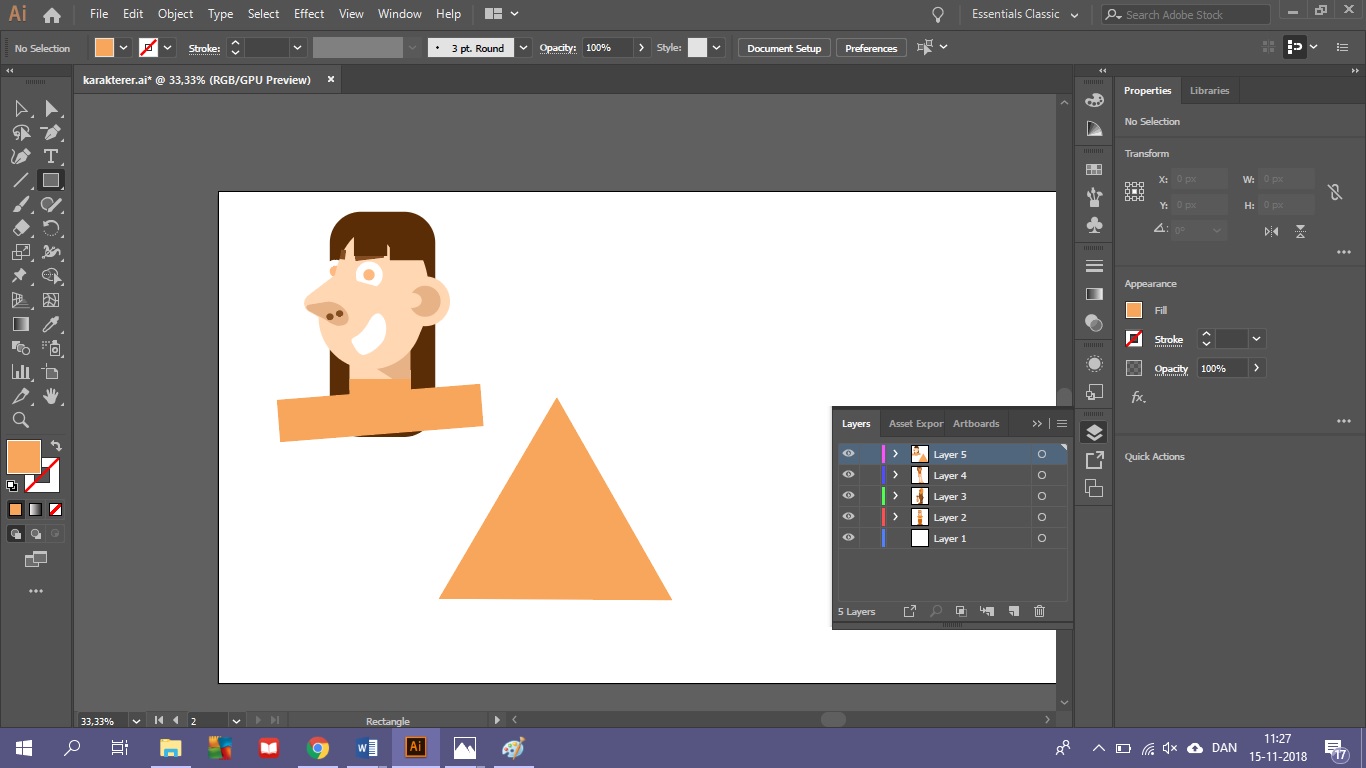 Ai File Edit Object Type Select Effect View Window Help Essentials Classic Search Adobe Stock
No Selection Stroke: 3 pt. Round Opacity: 100% Style: Document Setup Preferences
karakterer.ai* @ 33,33% (RGB/GPU Preview)
Properties Libraries
No Selection
Transform
X: 0 px W: 0 px
Y: 0 px H: 0 px
0°
Appearance
Fill
Stroke
Opacity 100%
fx.
Quick Actions
Layers Asset Expor Artboards
Layer 5
Layer 4
Layer 3
Layer 2
Layer 1
5 Layers
33,33% 2 Rectangle
Ai DAN 11:27
15-11-2018 17